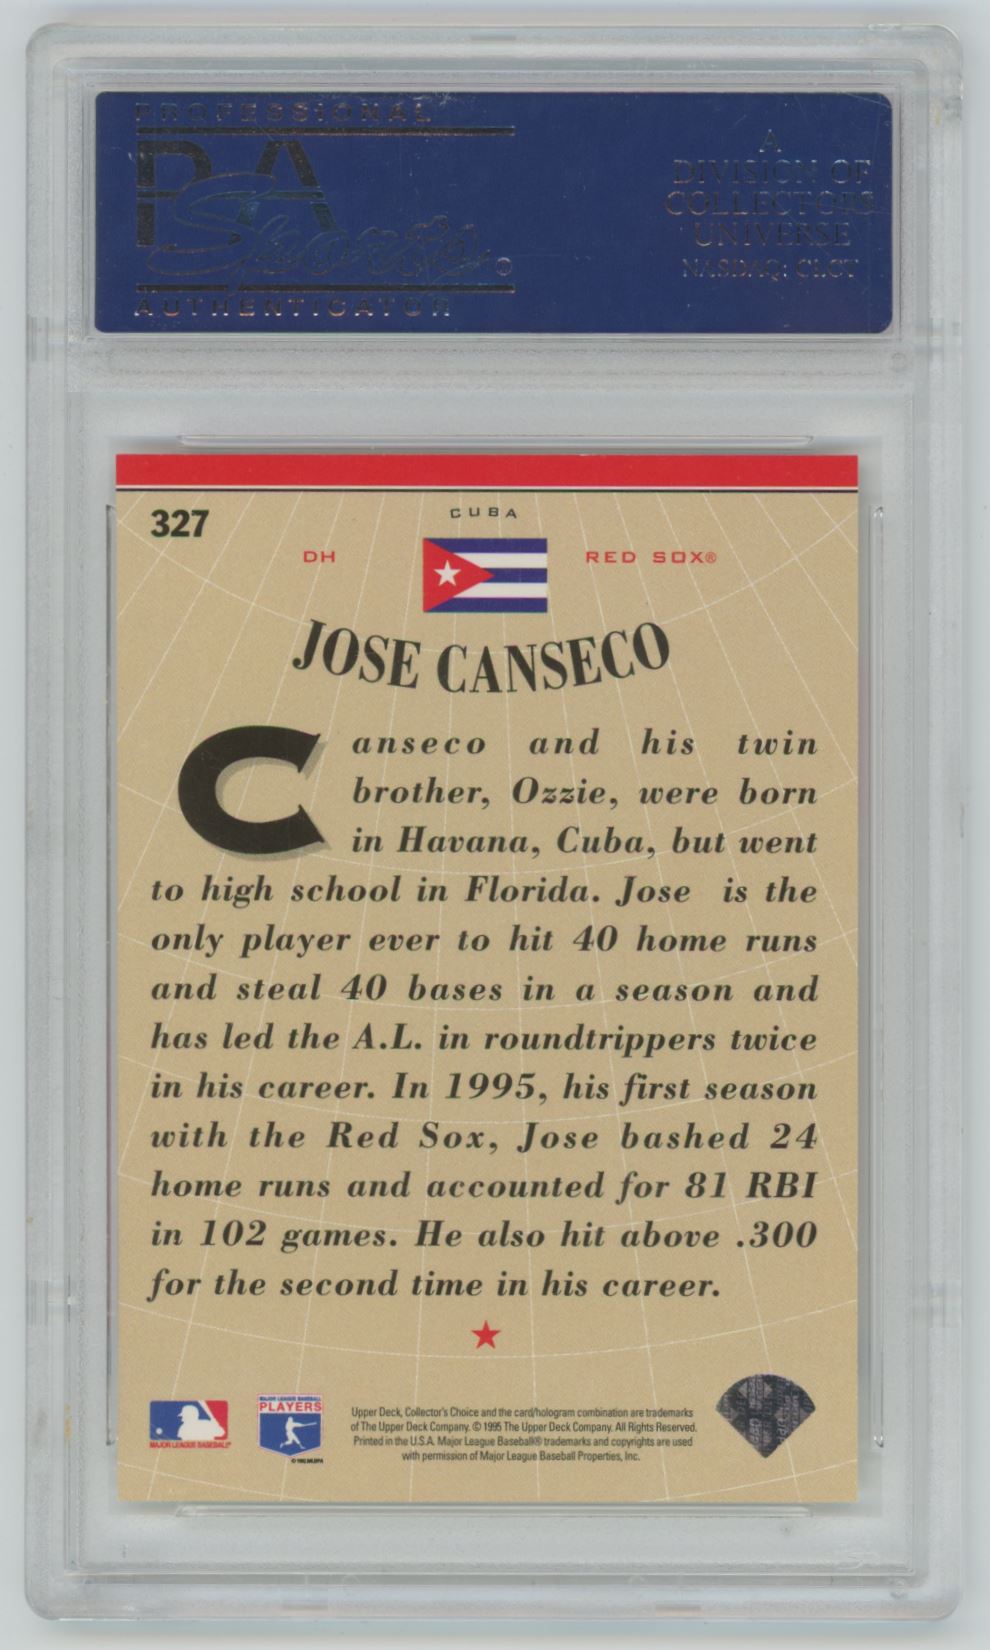 PROFESSIONAL
PSA
Sports
AUTHENTICATOR
A
DIVISION OF
COLLECTORS
UNIVERSE
NASDAQ: CLCT
327
CUBA
DH
RED SOX®
JOSE CANSECO
Canseco and his twin
brother, Ozzie, were born
in Havana, Cuba, but went
to high school in Florida. Jose is the
only player ever to hit 40 home runs
and steal 40 bases in a season and
has led the A.L. in roundtrippers twice
in his career. In 1995, his first season
with the Red Sox, Jose bashed 24
home runs and accounted for 81 RBI
in 102 games. He also hit above .300
for the second time in his career.
MAJOR LEAGUE BASEBALL®
MAJOR LEAGUE BASEBALL
PLAYERS
Upper Deck, Collector's Choice and the card/hologram combination are trademarks
of The Upper Deck Company. © 1995 The Upper Deck Company. All Rights Reserved.
Printed in the U.S.A. Major League Baseball® trademarks and copyrights are used
with permission of Major League Baseball Properties, Inc.